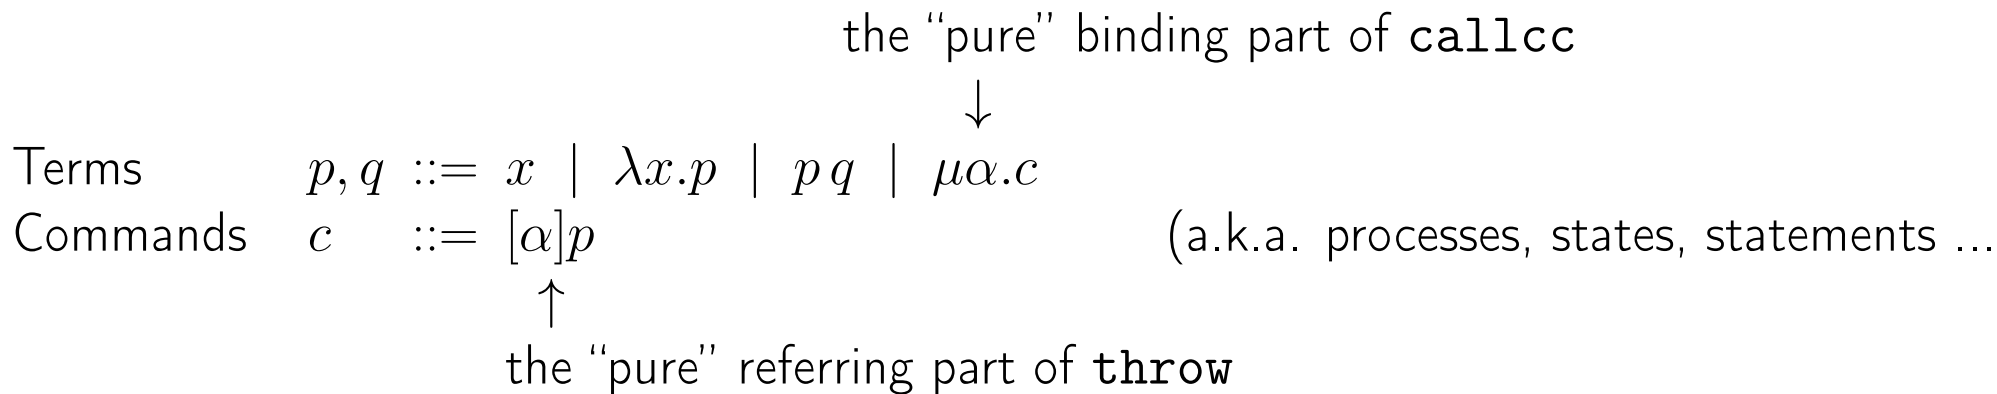 the “pure” binding part of callcc
↓
Terms p, q ::= x | λx.p | p q | μα.c
Commands c ::= [α]p (a.k.a. processes, states, statements ...
↑
the “pure” referring part of throw